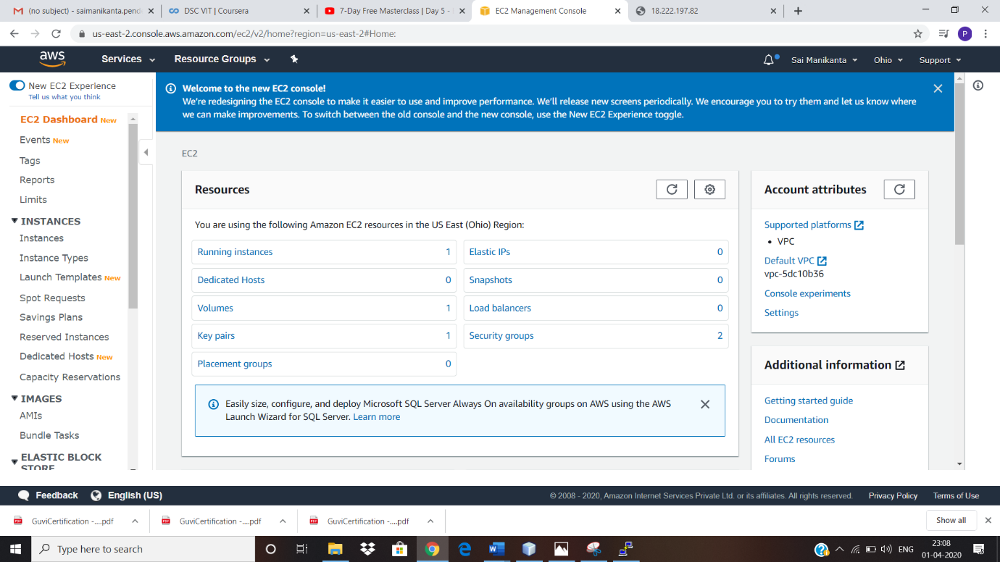 (no subject) - saimanikanta.pend
DSC VIT | Coursera
7-Day Free Masterclass | Day 5 -
EC2 Management Console
18.222.197.82
us-east-2.console.aws.amazon.com/ec2/v2/home?region=us-east-2#Home:
P
aws
Services
Resource Groups
Sai Manikanta
Ohio
Support
New EC2 Experience
Tell us what you think
Welcome to the new EC2 console!
We're redesigning the EC2 console to make it easier to use and improve performance. We'll release new screens periodically. We encourage you to try them and let us know where
we can make improvements. To switch between the old console and the new console, use the New EC2 Experience toggle.
EC2 Dashboard New
Events New
Tags
Reports
Limits
INSTANCES
Instances
Instance Types
Launch Templates New
Spot Requests
Savings Plans
Reserved Instances
Dedicated Hosts New
Capacity Reservations
IMAGES
AMIs
Bundle Tasks
ELASTIC BLOCK
STORE
EC2
Resources
You are using the following Amazon EC2 resources in the US East (Ohio) Region:
Running instances 1
Elastic IPs 0
Dedicated Hosts 0
Snapshots 0
Volumes 1
Load balancers 0
Key pairs 1
Security groups 2
Placement groups 0
Easily size, configure, and deploy Microsoft SQL Server Always On availability groups on AWS using the AWS
Launch Wizard for SQL Server. Learn more
Account attributes
Supported platforms
• VPC
Default VPC
vpc-5dc10b36
Console experiments
Settings
Additional information
Getting started guide
Documentation
All EC2 resources
Forums
Feedback
English (US)
© 2008 - 2020, Amazon Internet Services Private Ltd. or its affiliates. All rights reserved.
Privacy Policy
Terms of Use
GuviCertification -....pdf
GuviCertification -....pdf
GuviCertification -....pdf
Show all
Type here to search
ENG
23:08
01-04-2020